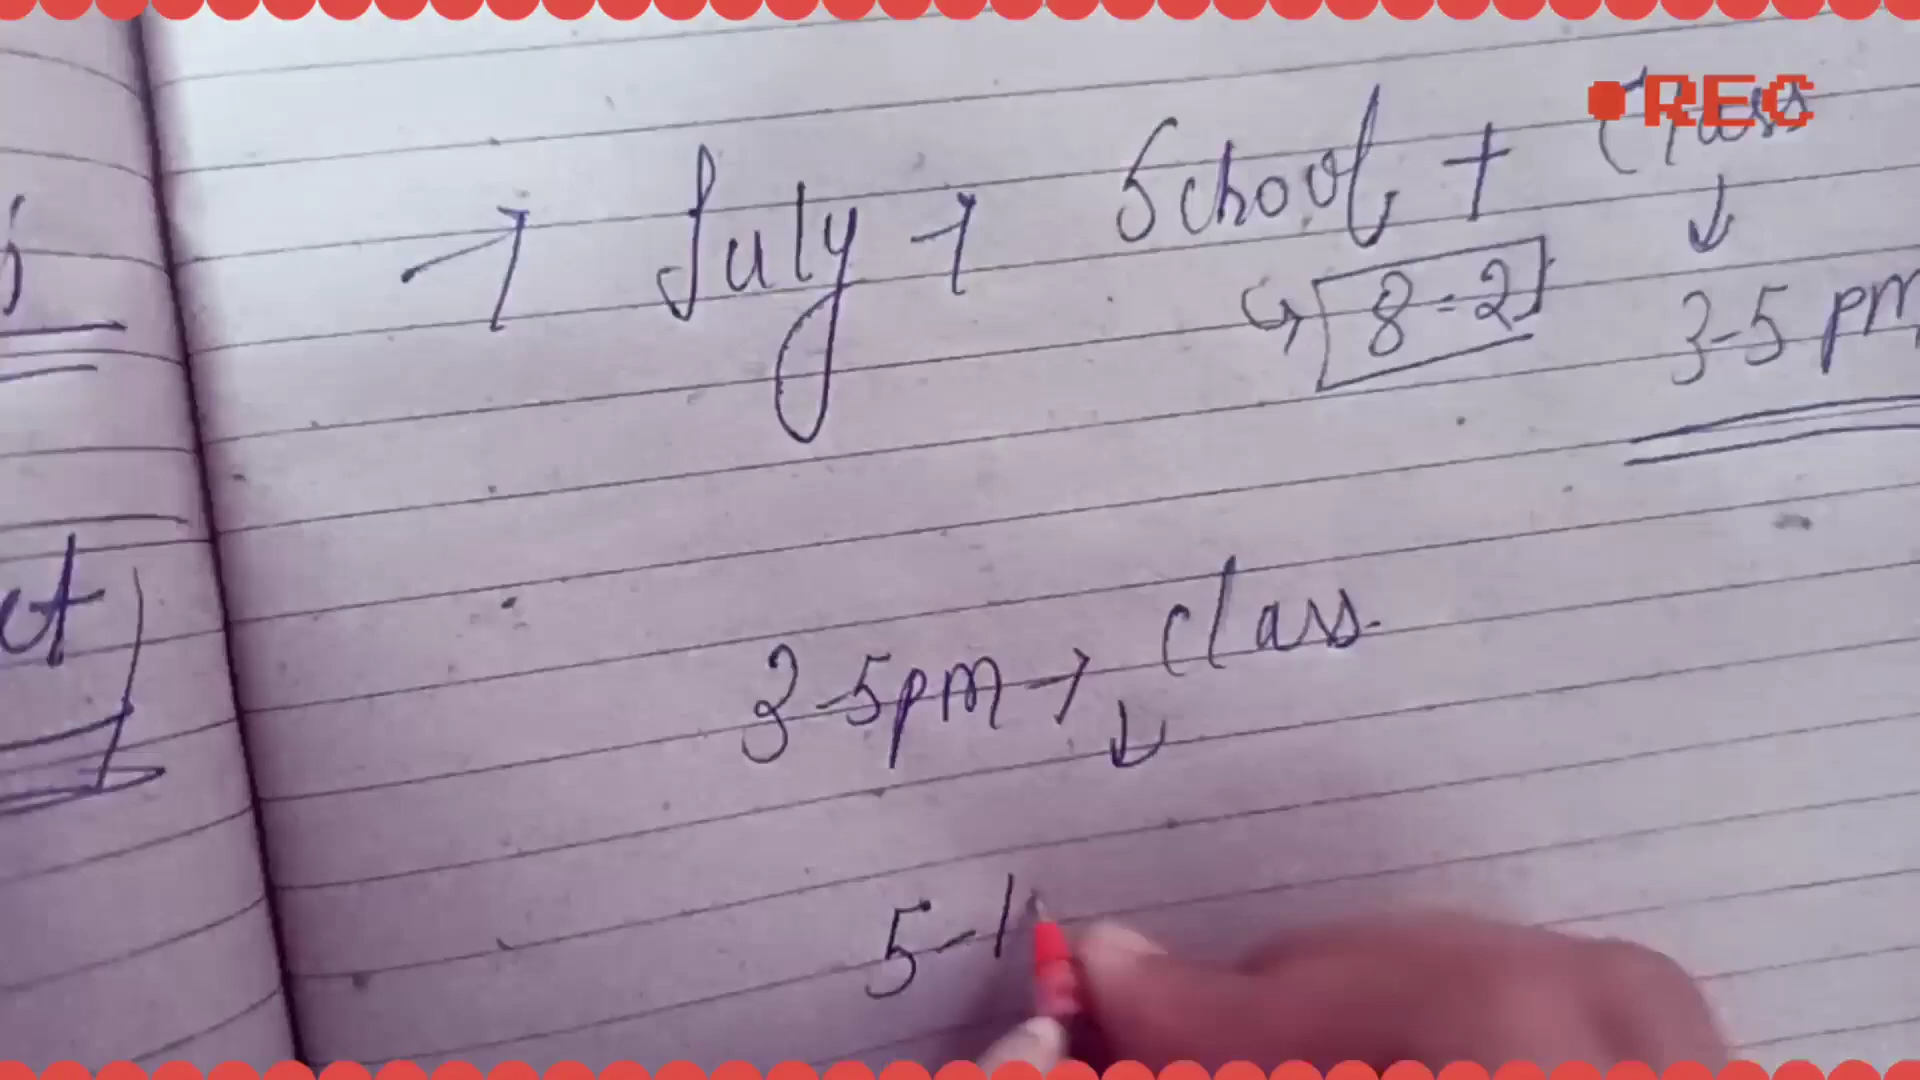 REC
→ July → School + Class
↳ 8-2 ↓
3-5 pm
3-5pm → class.
↓
5-1